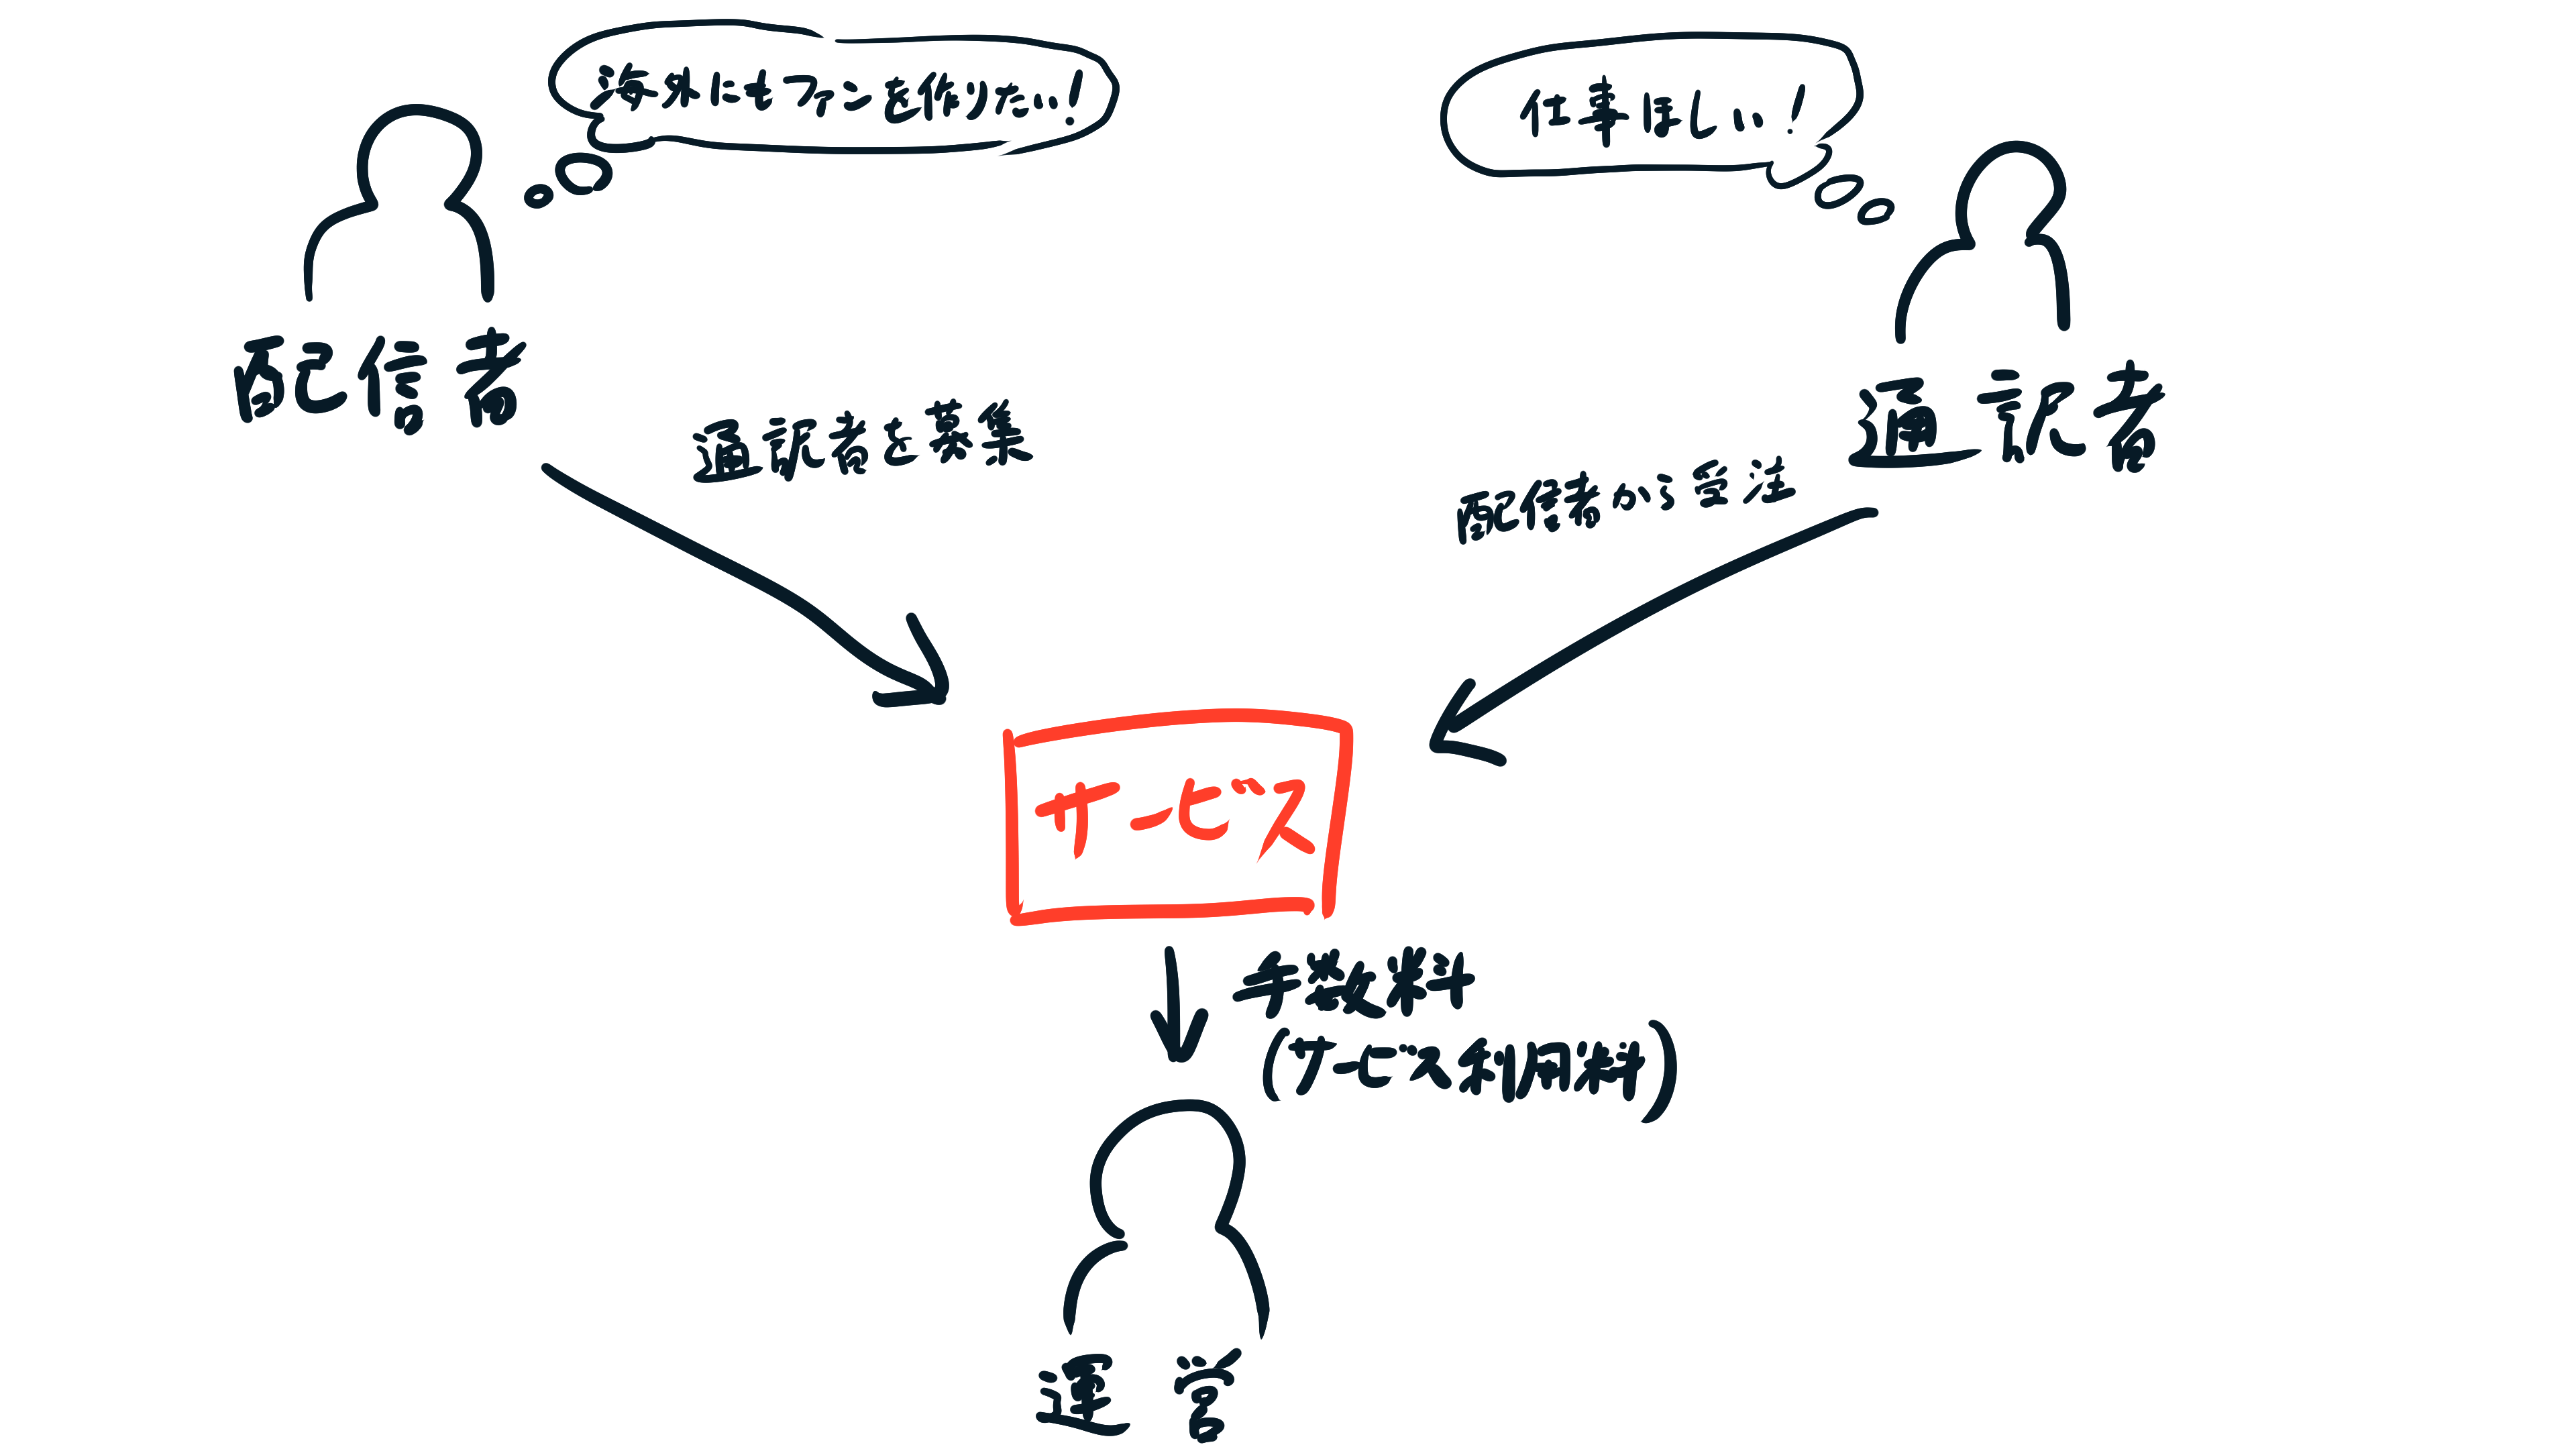 海外にもファンを作りたい!
仕事ほしい!
配信者
通訳者
通訳者を募集
配信者から受注
サービス
手数料
(サービス利用料)
運営